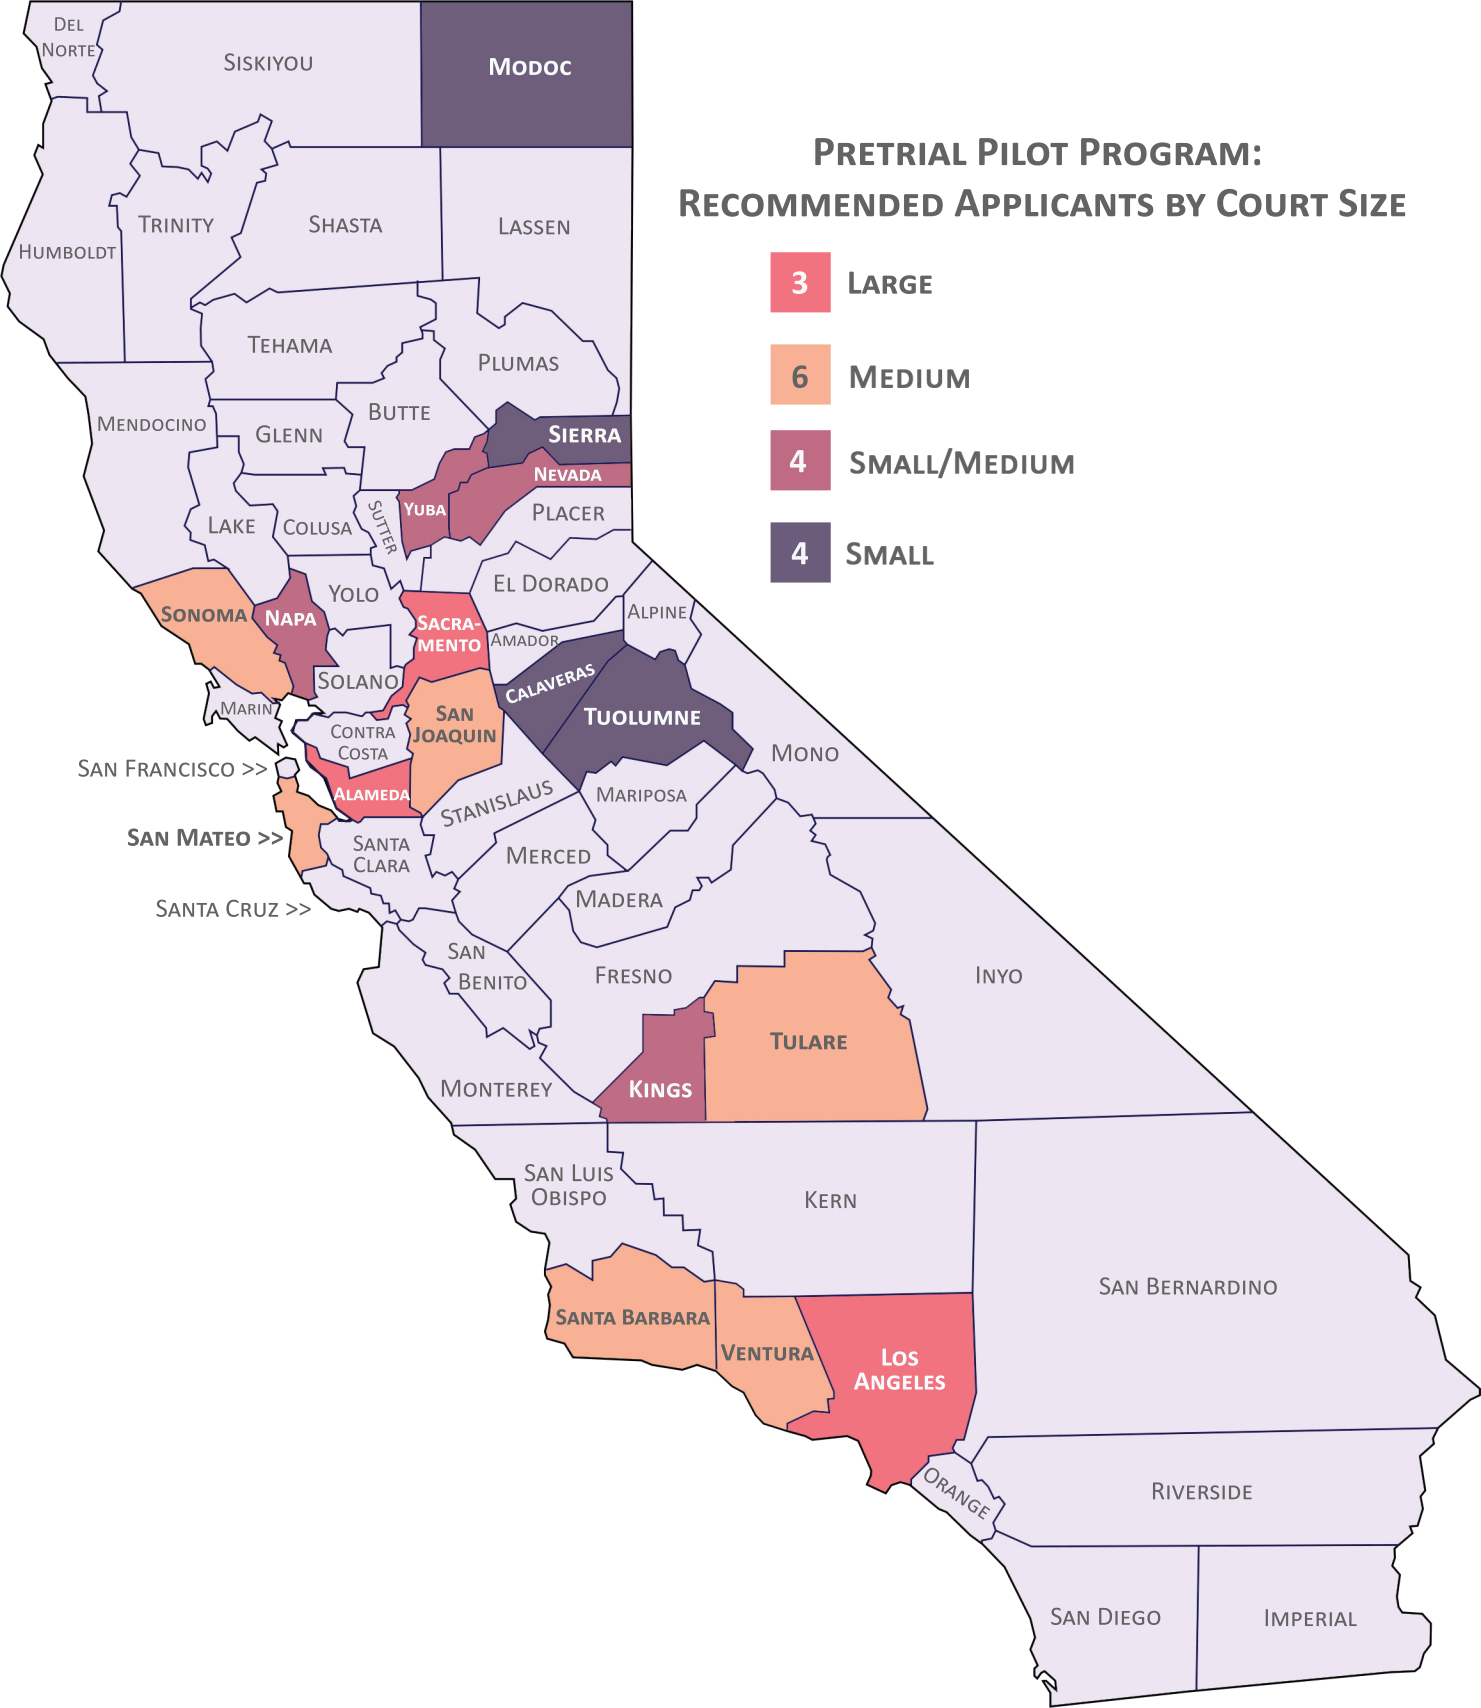 DEL
NORTE
SISKIYOU
MODOC
PRETRIAL PILOT PROGRAM:
RECOMMENDED APPLICANTS BY COURT SIZE
HUMBOLDT
TRINITY
SHASTA
LASSEN
3 LARGE
TEHAMA
PLUMAS
6 MEDIUM
MENDOCINO
GLENN
BUTTE
SIERRA
4 SMALL/MEDIUM
NEVADA
LAKE
COLUSA
SUTTER
YUBA
PLACER
4 SMALL
SONOMA
NAPA
YOLO
EL DORADO
SACRA-
MENTO
AMADOR
ALPINE
MARIN
SOLANO
CALAVERAS
TUOLUMNE
CONTRA
COSTA
SAN
JOAQUIN
MONO
SAN FRANCISCO >>
ALAMEDA
STANISLAUS
MARIPOSA
SAN MATEO >>
SANTA
CLARA
MERCED
SANTA CRUZ >>
MADERA
SAN
BENITO
FRESNO
INYO
TULARE
MONTEREY
KINGS
SAN LUIS
OBISPO
KERN
SAN BERNARDINO
SANTA BARBARA
VENTURA
LOS
ANGELES
ORANGE
RIVERSIDE
SAN DIEGO
IMPERIAL